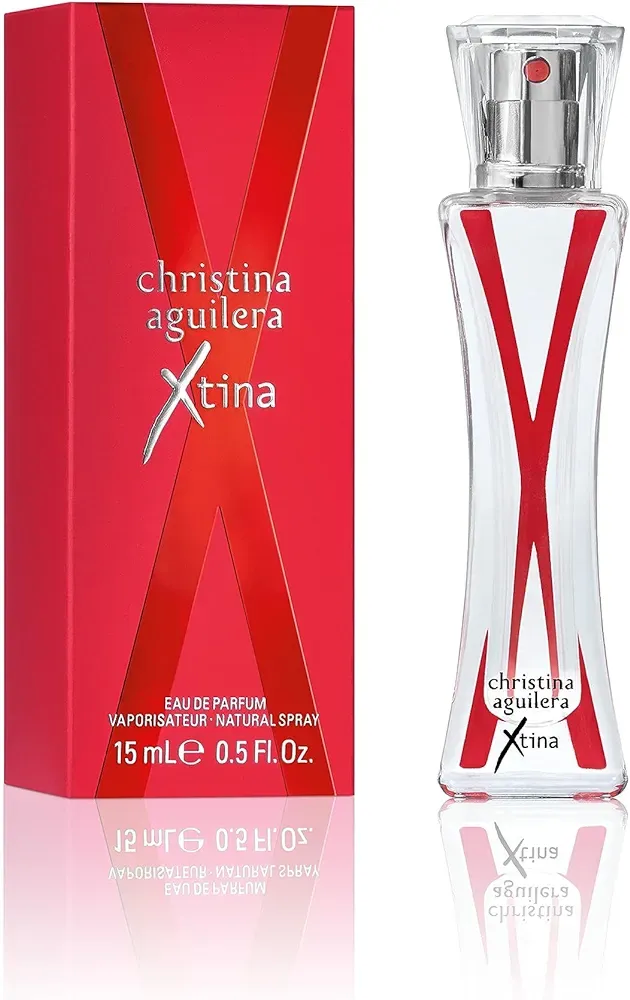 christina
aguilera
Xtina
EAU DE PARFUM
VAPORISATEUR · NATURAL SPRAY
15 mL℮ 0.5 Fl. Oz.
christina
aguilera
Xtina